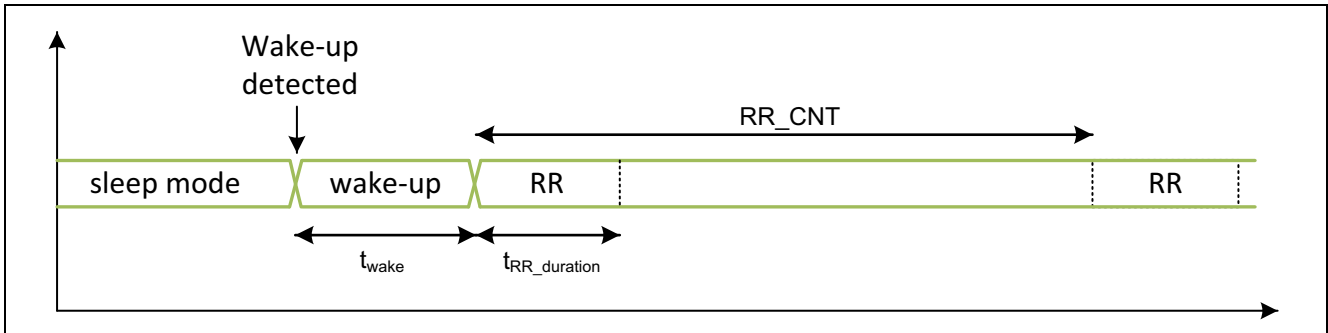 Wake-up
detected
RR_CNT
sleep mode
wake-up
RR
RR
twake
tRR_duration